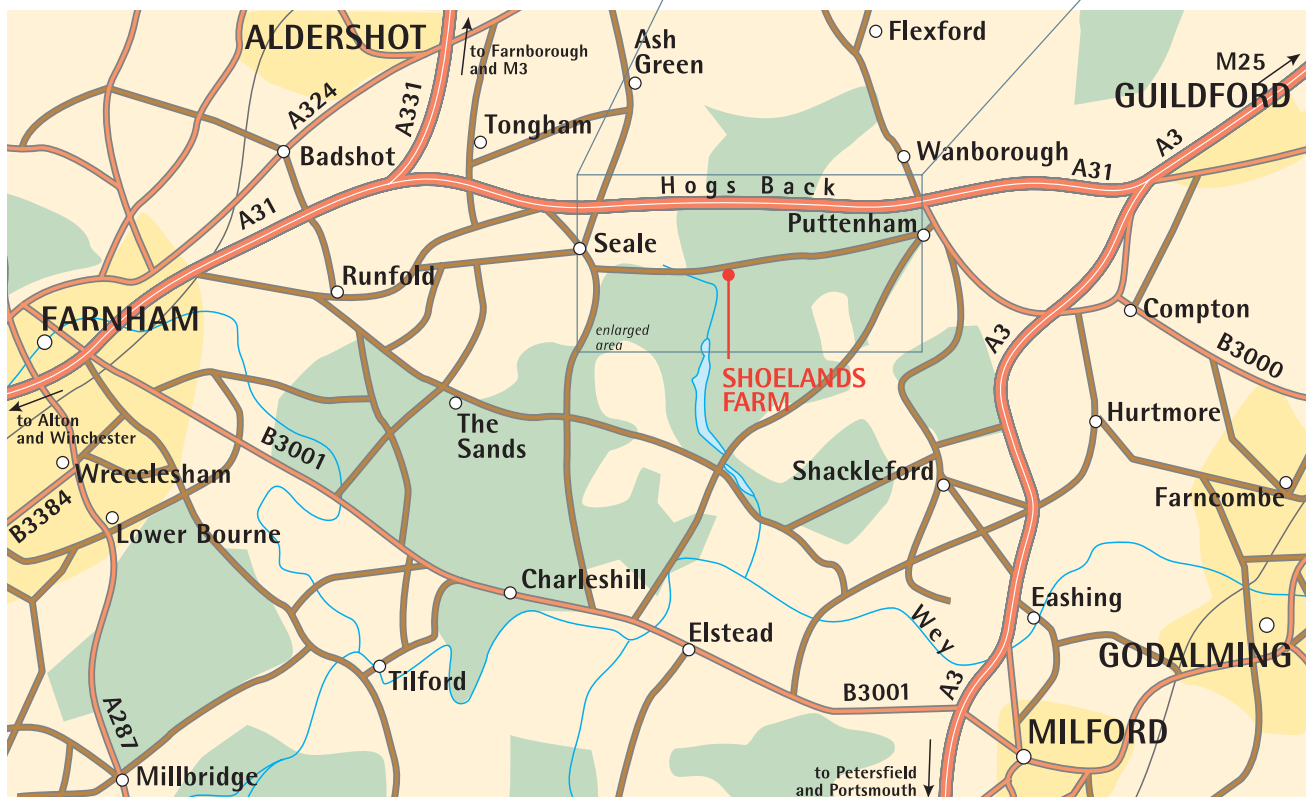 ALDERSHOT
to Farnborough
and M3
Ash
Green
Flexford
M25
GUILDFORD
A324
A331
Tongham
A3
Badshot
Wanborough
A31
Hogs Back
A31
Puttenham
Seale
Runfold
FARNHAM
enlarged
area
A3
Compton
B3000
SHOELANDS
FARM
to Alton
and Winchester
The
Sands
Hurtmore
B3001
Wrecclesham
Shackleford
Farncombe
B3384
Lower Bourne
Charleshill
Eashing
Wey
Elstead
GODALMING
Tilford
B3001
A3
A287
MILFORD
Millbridge
to Petersfield
and Portsmouth